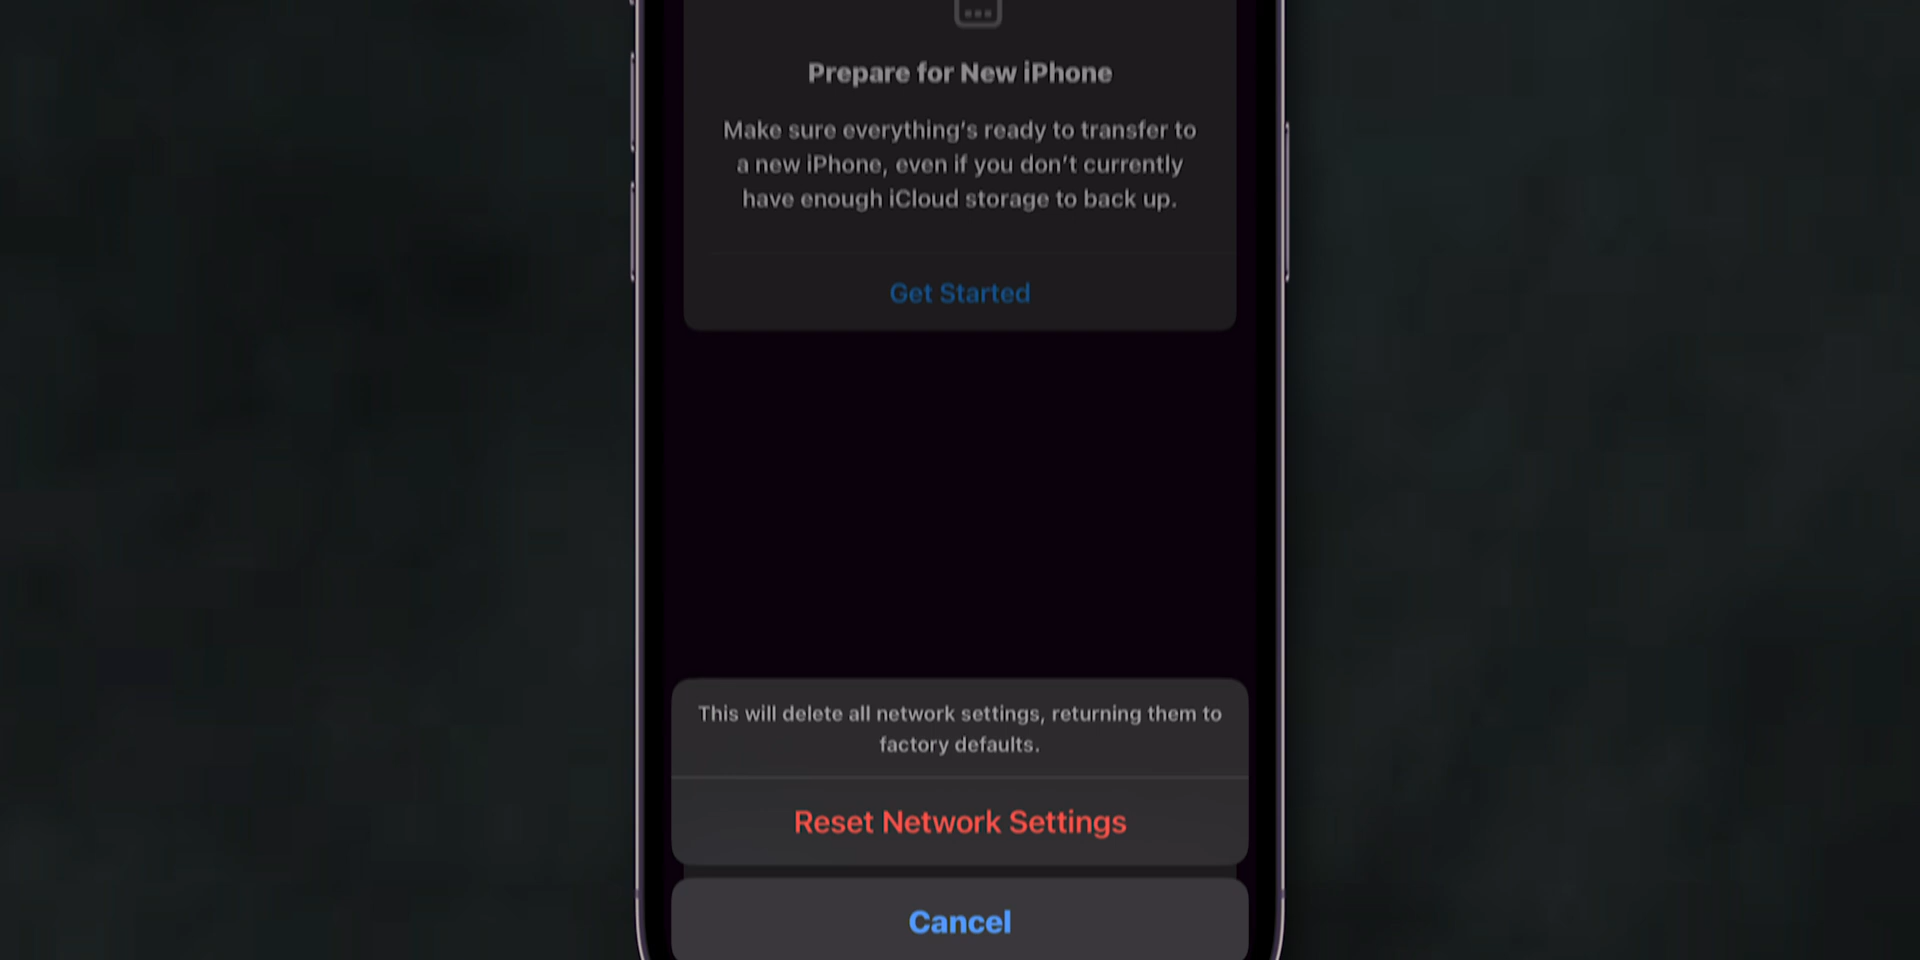 Prepare for New iPhone
Make sure everything's ready to transfer to
a new iPhone, even if you don't currently
have enough iCloud storage to back up.
Get Started
This will delete all network settings, returning them to
factory defaults.
Reset Network Settings
Cancel